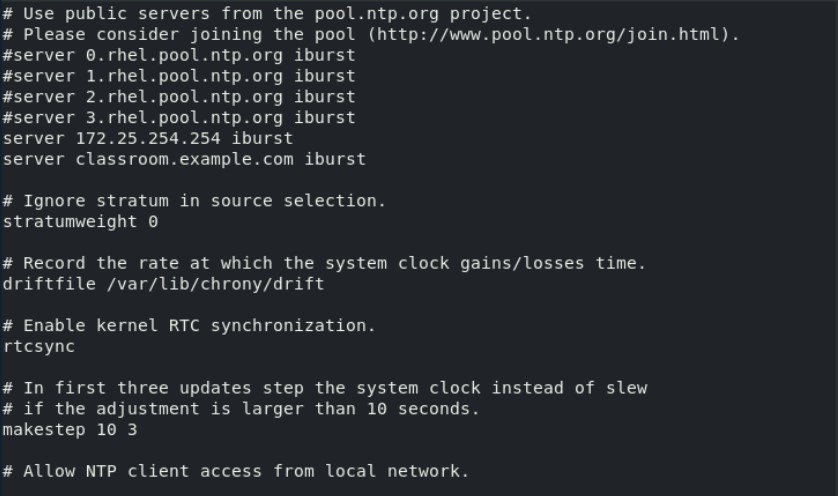 # Use public servers from the pool.ntp.org project.
# Please consider joining the pool (http://www.pool.ntp.org/join.html).
#server 0.rhel.pool.ntp.org iburst
#server 1.rhel.pool.ntp.org iburst
#server 2.rhel.pool.ntp.org iburst
#server 3.rhel.pool.ntp.org iburst
server 172.25.254.254 iburst
server classroom.example.com iburst
# Ignore stratum in source selection.
stratumweight 0
# Record the rate at which the system clock gains/losses time.
driftfile /var/lib/chrony/drift
# Enable kernel RTC synchronization.
rtcsync
# In first three updates step the system clock instead of slew
# if the adjustment is larger than 10 seconds.
makestep 10 3
# Allow NTP client access from local network.